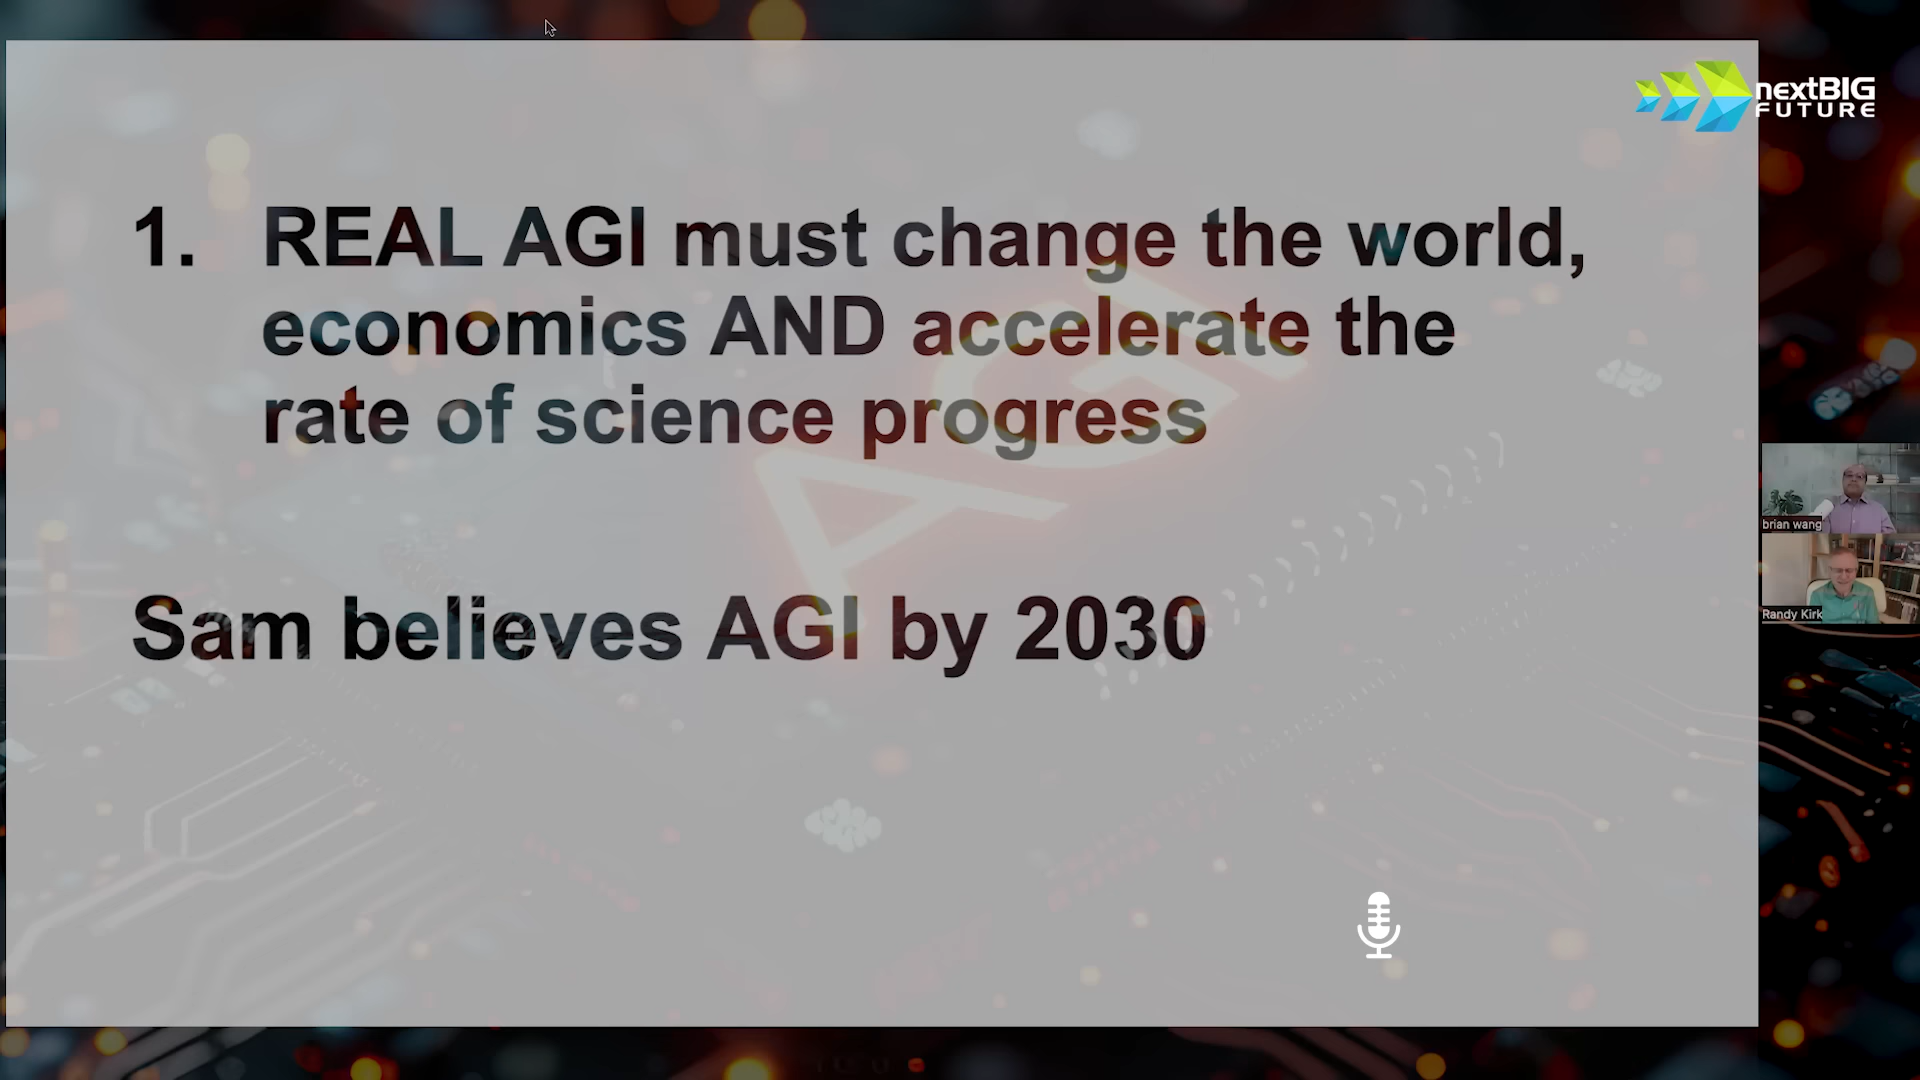 nextBIG
FUTURE
1. REAL AGI must change the world,
economics AND accelerate the
rate of science progress
AGI
Sam believes AGI by 2030
brian wang
Randy Kirk